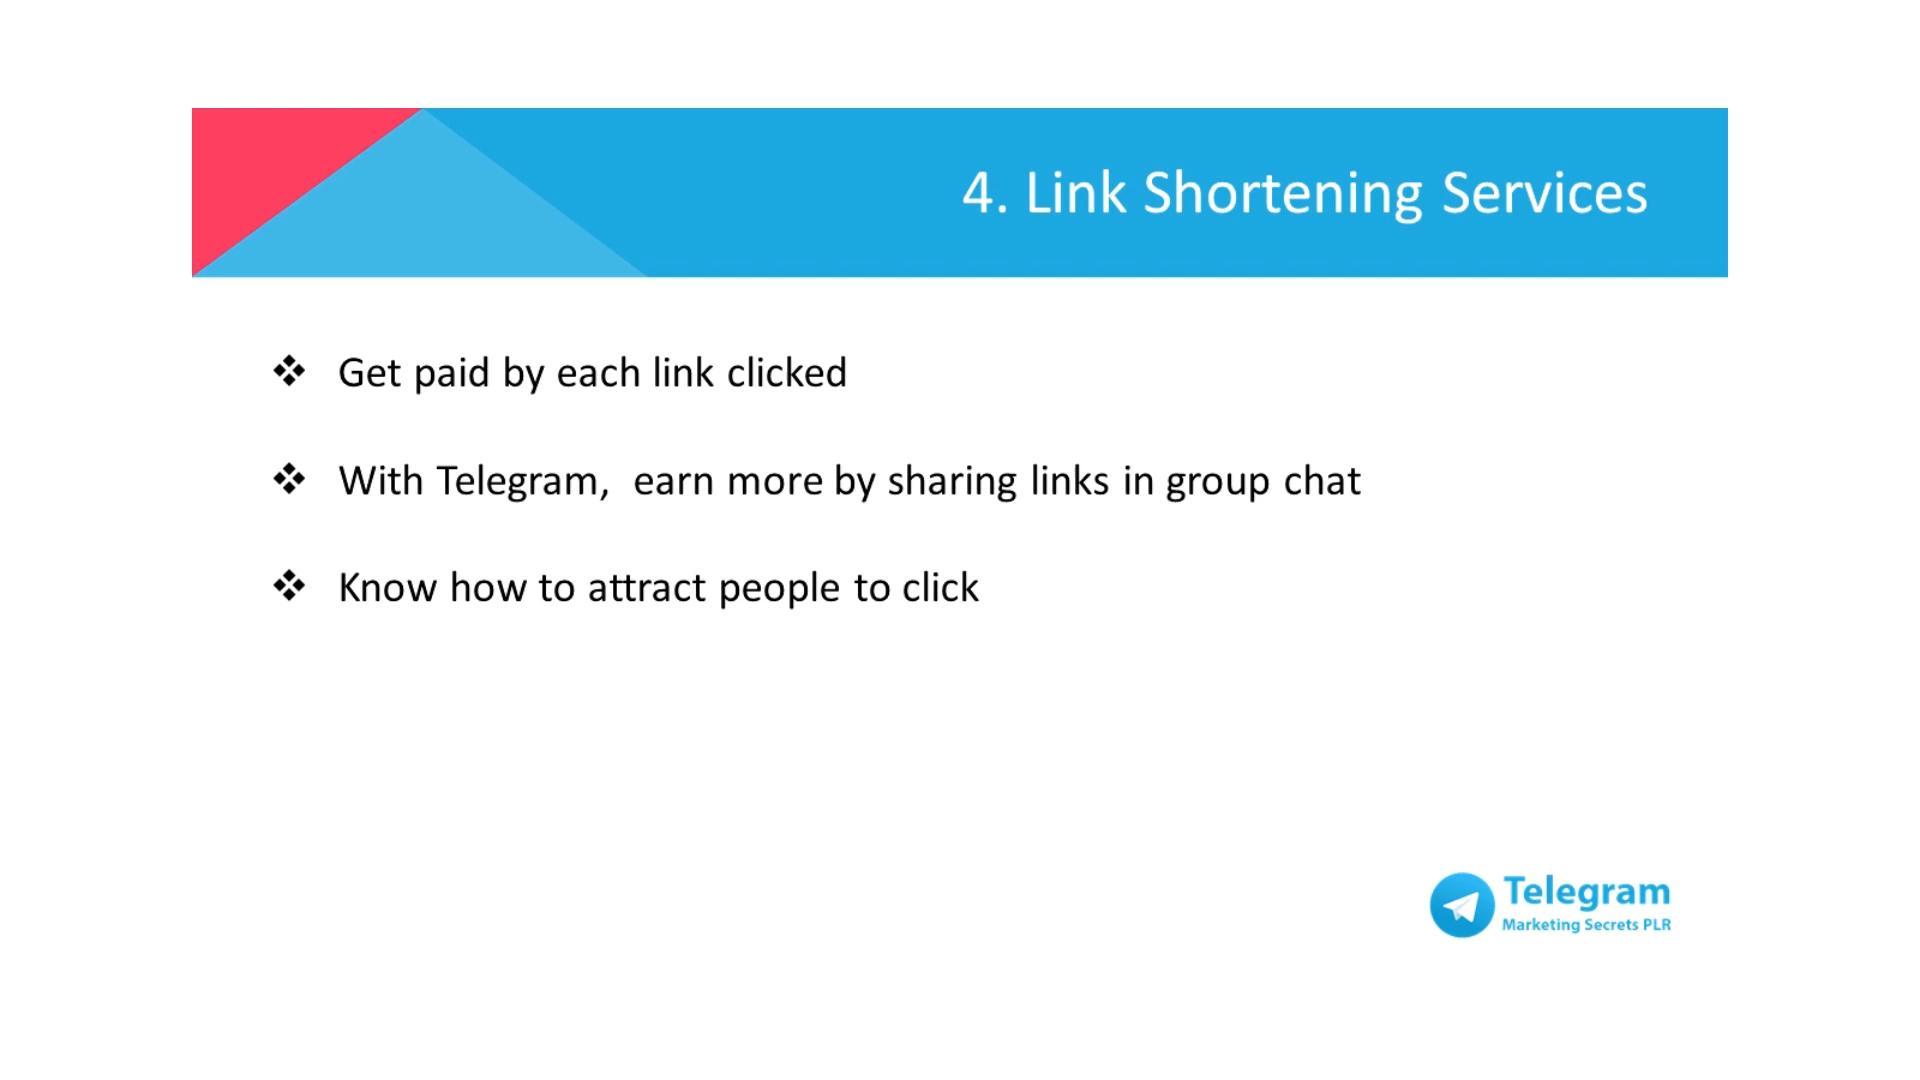 4. Link Shortening Services
❖ Get paid by each link clicked
❖ With Telegram,  earn more by sharing links in group chat
❖ Know how to attract people to click
Telegram
Marketing Secrets PLR